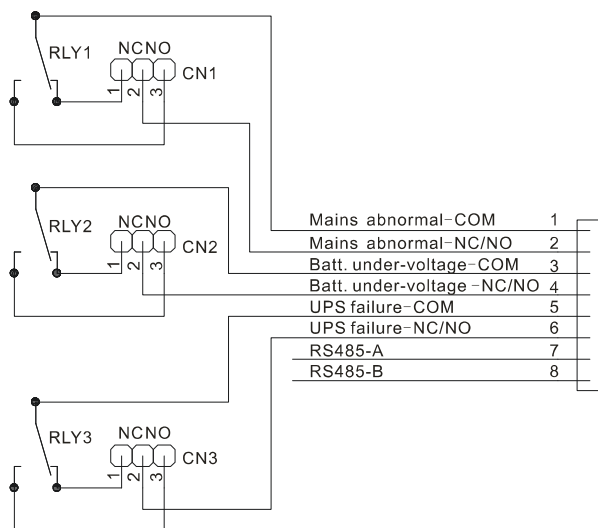 RLY1
NCNO
CN1
1 2 3
RLY2
NCNO
CN2
1 2 3
Mains abnormal-COM 1
Mains abnormal-NC/NO 2
Batt. under-voltage-COM 3
Batt. under-voltage -NC/NO 4
UPS failure-COM 5
UPS failure-NC/NO 6
RS485-A 7
RS485-B 8
RLY3
NCNO
CN3
1 2 3